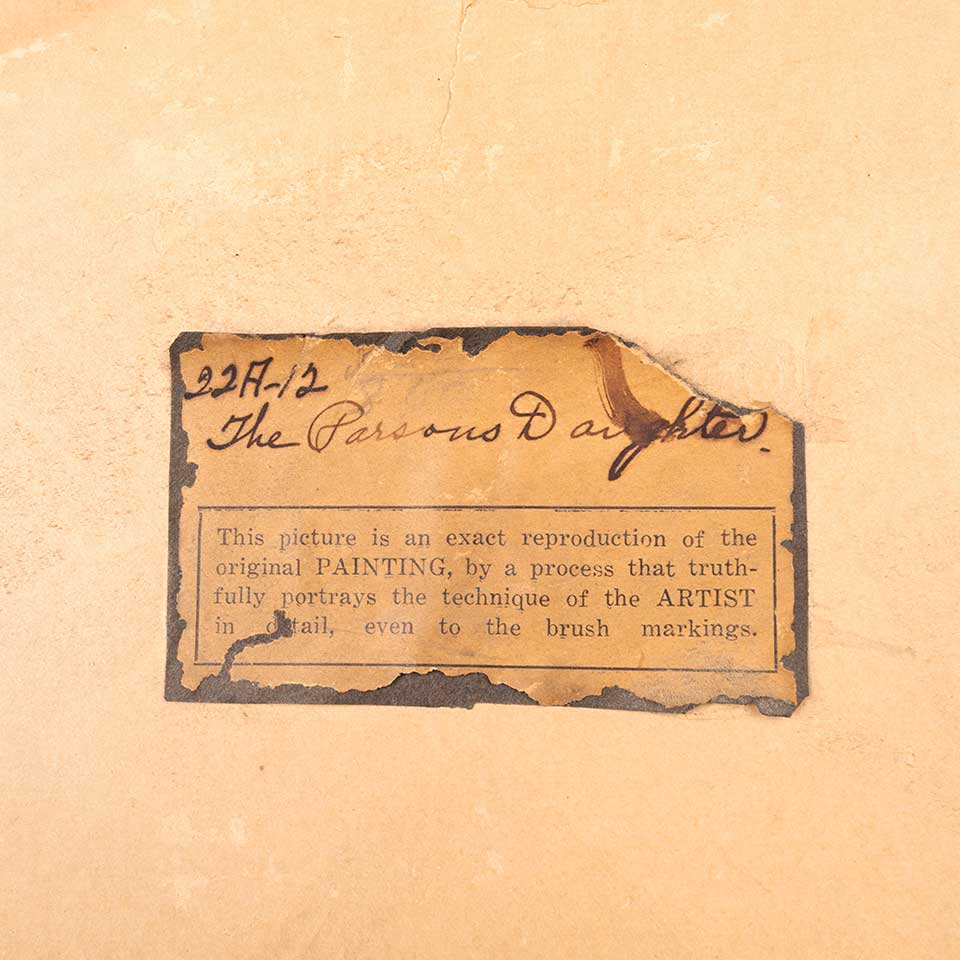 22A-12
The Parsons Daughter.
This picture is an exact reproduction of the
original PAINTING, by a process that truth-
fully portrays the technique of the ARTIST
in detail, even to the brush markings.